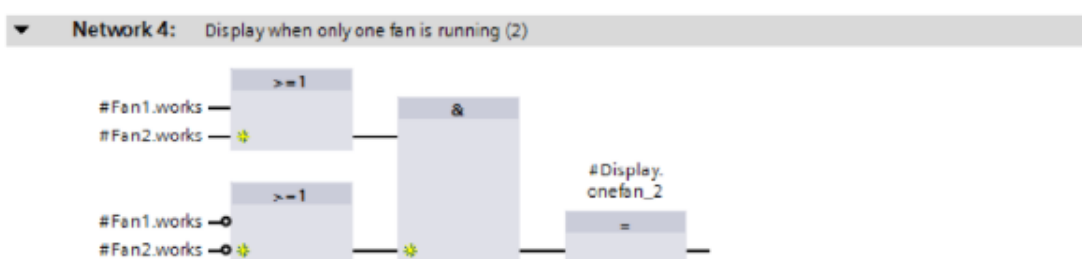 Network 4: Display when only one fan is running (2)
>=1
#Fan1.works
#Fan2.works
&
#Display.
onefan_2
>=1
=
#Fan1.works
#Fan2.works